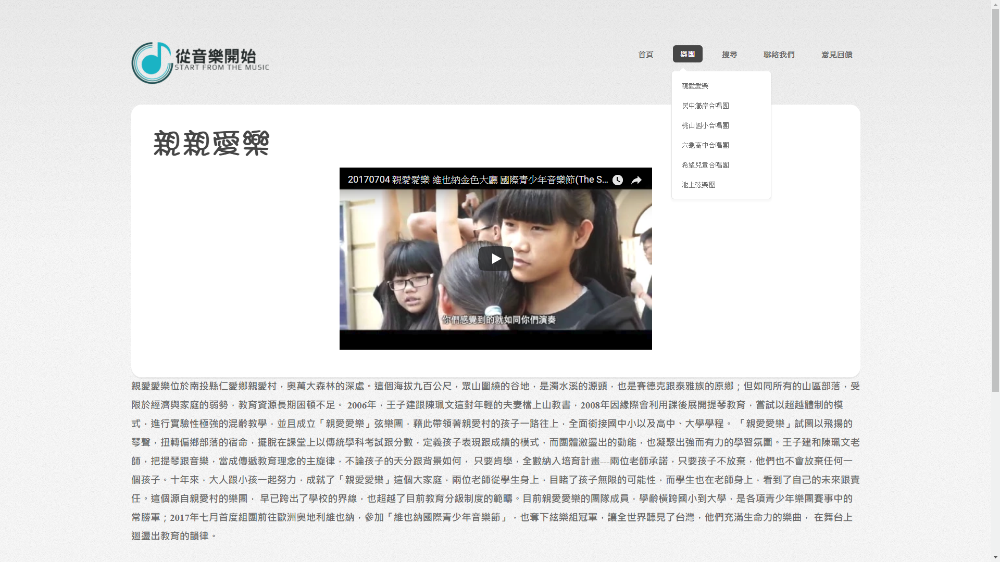 從音樂開始
START FROM THE MUSIC
首頁
樂團
搜尋
聯絡我們
意見回饋
親愛愛樂
民中濁岸合唱團
桃山國小合唱團
六龜高中合唱團
希望兒童合唱團
池上弦樂團
親親愛樂
20170704 親愛愛樂 維也納金色大廳 國際青少年音樂節(The S...
你們感覺到的就如同你們演奏
親愛愛樂位於南投縣仁愛鄉親愛村，奧萬大森林的深處。這個海拔九百公尺，眾山圍繞的谷地，是濁水溪的源頭，也是賽德克跟泰雅族的原鄉；但如同所有的山區部落，受
限於經濟與家庭的弱勢，教育資源長期困頓不足。 2006年，王子建跟陳珮文這對年輕的夫妻檔上山教書，2008年因緣際會利用課後展開提琴教育，嘗試以超越體制的模
式，進行實驗性極強的混齡教學，並且成立「親愛愛樂」弦樂團，藉此帶領著親愛村的孩子一路往上，全面銜接國中小以及高中、大學學程。 「親愛愛樂」試圖以飛揚的
琴聲，扭轉偏鄉部落的宿命，擺脫在課堂上以傳統學科考試跟分數，定義孩子表現跟成績的模式，而團體激盪出的動能，也凝聚出強而有力的學習氛圍。王子建和陳珮文老
師，把提琴跟音樂，當成傳遞教育理念的主旋律，不論孩子的天分跟背景如何， 只要肯學，全數納入培育計畫---兩位老師承諾，只要孩子不放棄，他們也不會放棄任何一
個孩子。十年來，大人跟小孩一起努力，成就了「親愛愛樂」這個大家庭，兩位老師從學生身上，目睹了孩子無限的可能性，而學生也在老師身上，看到了自己的未來跟責
任。這個源自親愛村的樂團， 早已跨出了學校的界線，也超越了目前教育分級制度的範疇。目前親愛愛樂的團隊成員，學齡橫跨國小到大學，是各項青少年樂團賽事中的
常勝軍；2017年七月首度組團前往歐洲奧地利維也納，參加「維也納國際青少年音樂節」，也奪下絃樂組冠軍，讓全世界聽見了台灣，他們充滿生命力的樂曲， 在舞台上
迴盪出教育的韻律。